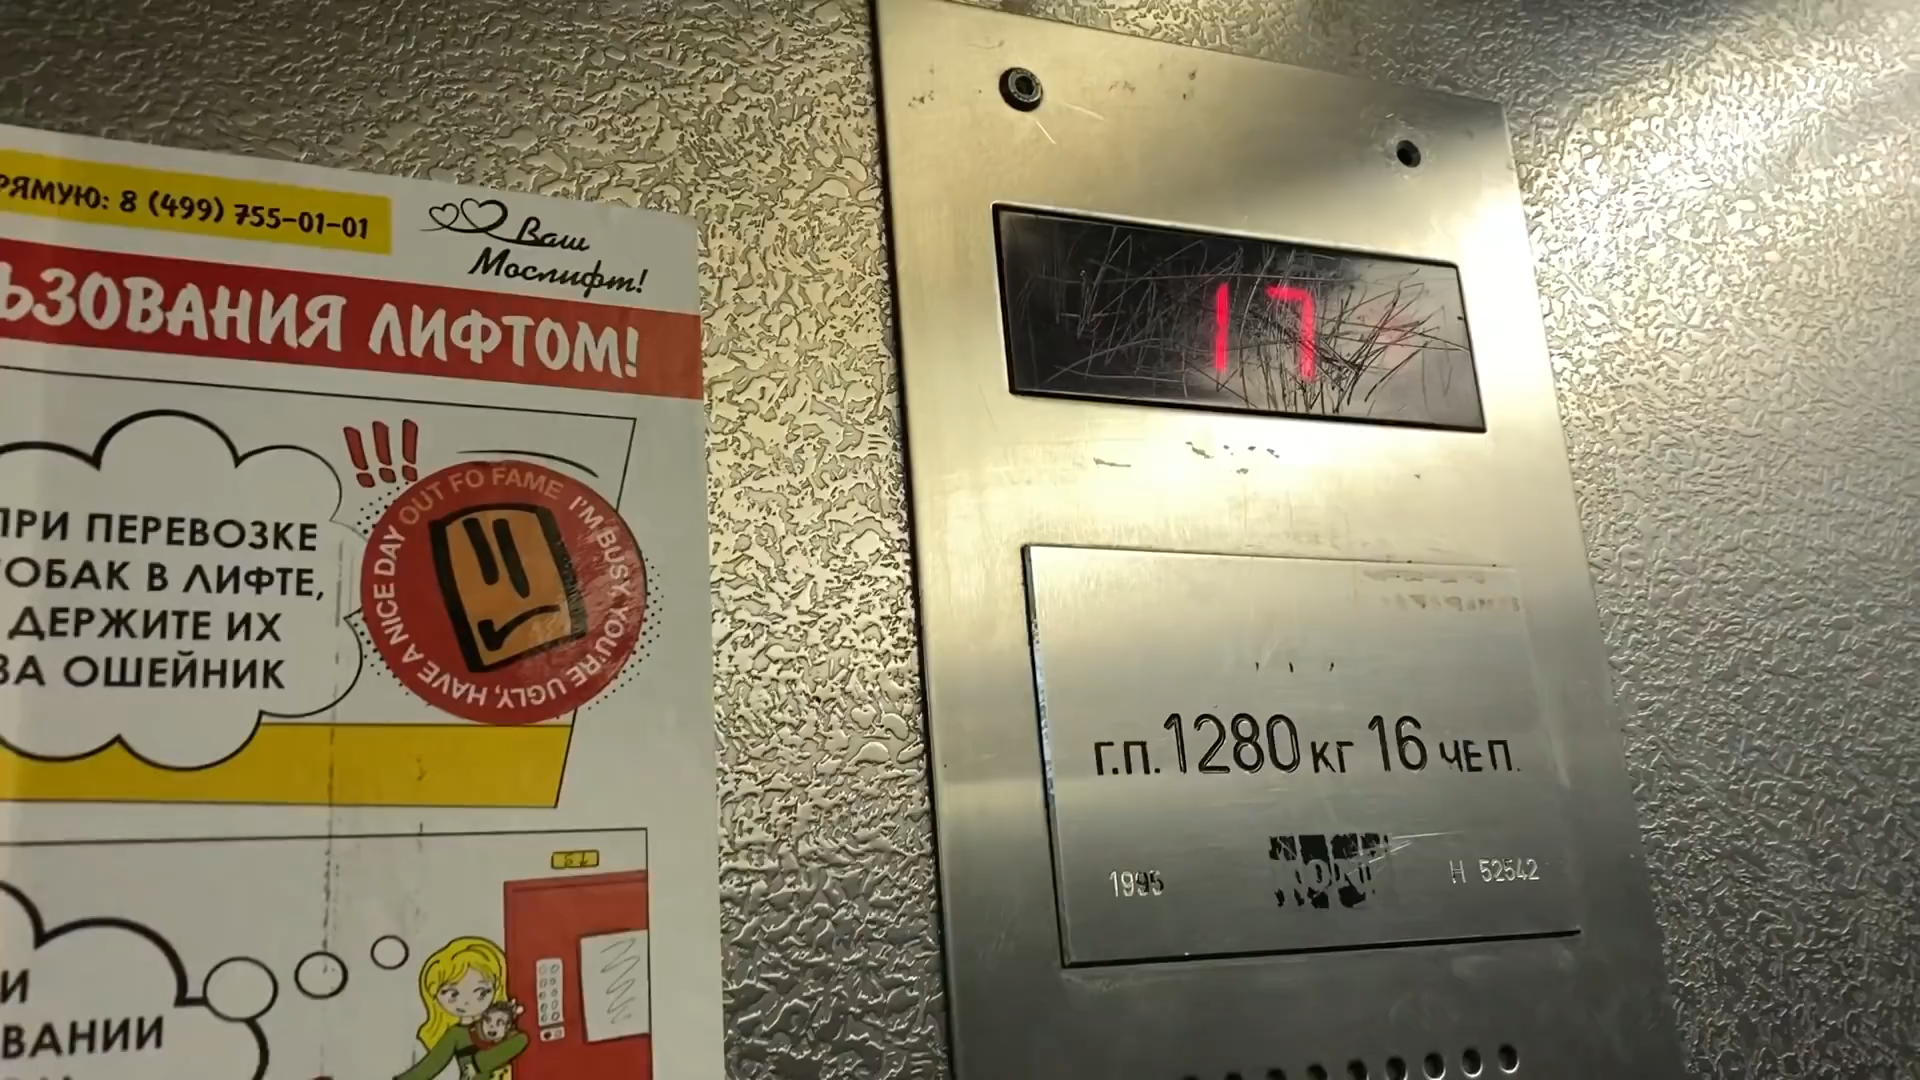 РЯМУЮ: 8 (499) 755-01-01
Ваш
Мослифт!
ЬЗОВАНИЯ ЛИФТОМ!
!!!
ПРИ ПЕРЕВОЗКЕ
ОБАК В ЛИФТЕ,
ДЕРЖИТЕ ИХ
ЗА ОШЕЙНИК
I'M BUSY, YOU'RE UGLY, HAVE A NICE DAY
OUT FO FAME
И
ВАНИИ
17
Г.П. 1280 КГ 16 ЧЕЛ.
1995
Н 52542